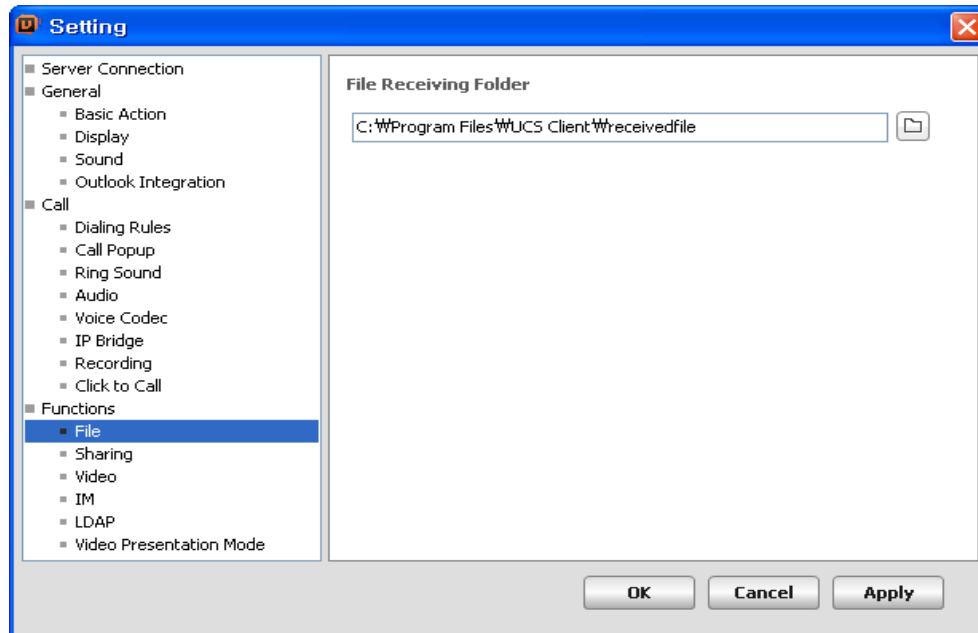 Setting
Server Connection
General
Basic Action
Display
Sound
Outlook Integration
Call
Dialing Rules
Call Popup
Ring Sound
Audio
Voice Codec
IP Bridge
Recording
Click to Call
Functions
File
Sharing
Video
IM
LDAP
Video Presentation Mode
File Receiving Folder
C:₩Program Files₩UCS Client₩receivedfile
OK Cancel Apply